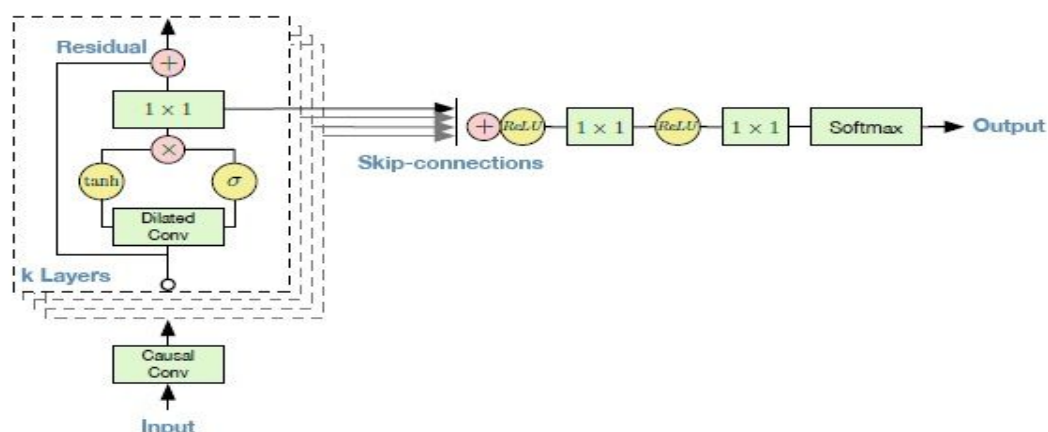 Residual
+
1 × 1
×
tanh
σ
Dilated
Conv
k Layers
Causal
Conv
Input
Skip-connections
+
ReLU
1 × 1
ReLU
1 × 1
Softmax
Output